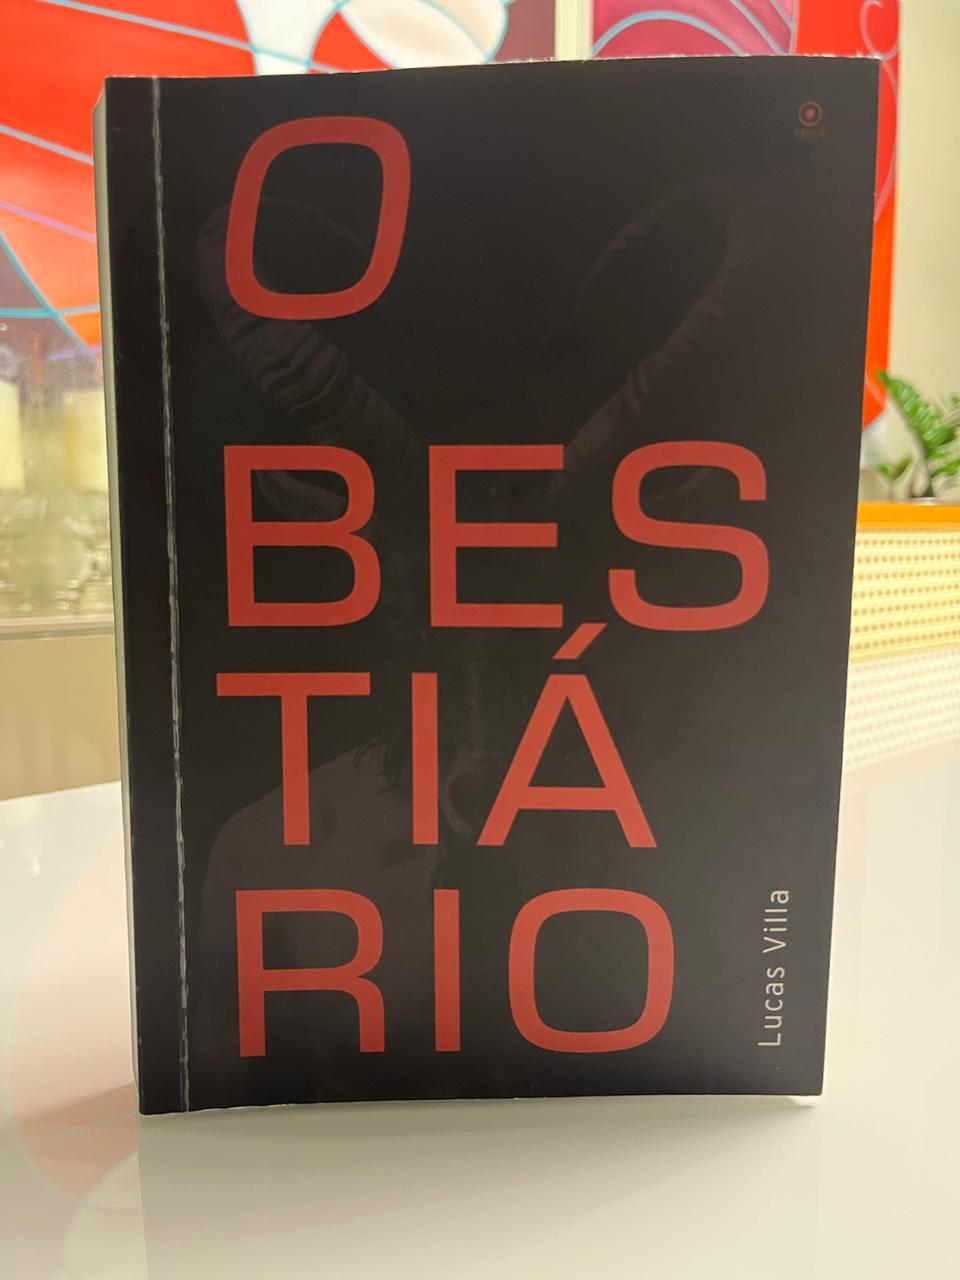 O
BES
TIÁ
RIO
Lucas Villa